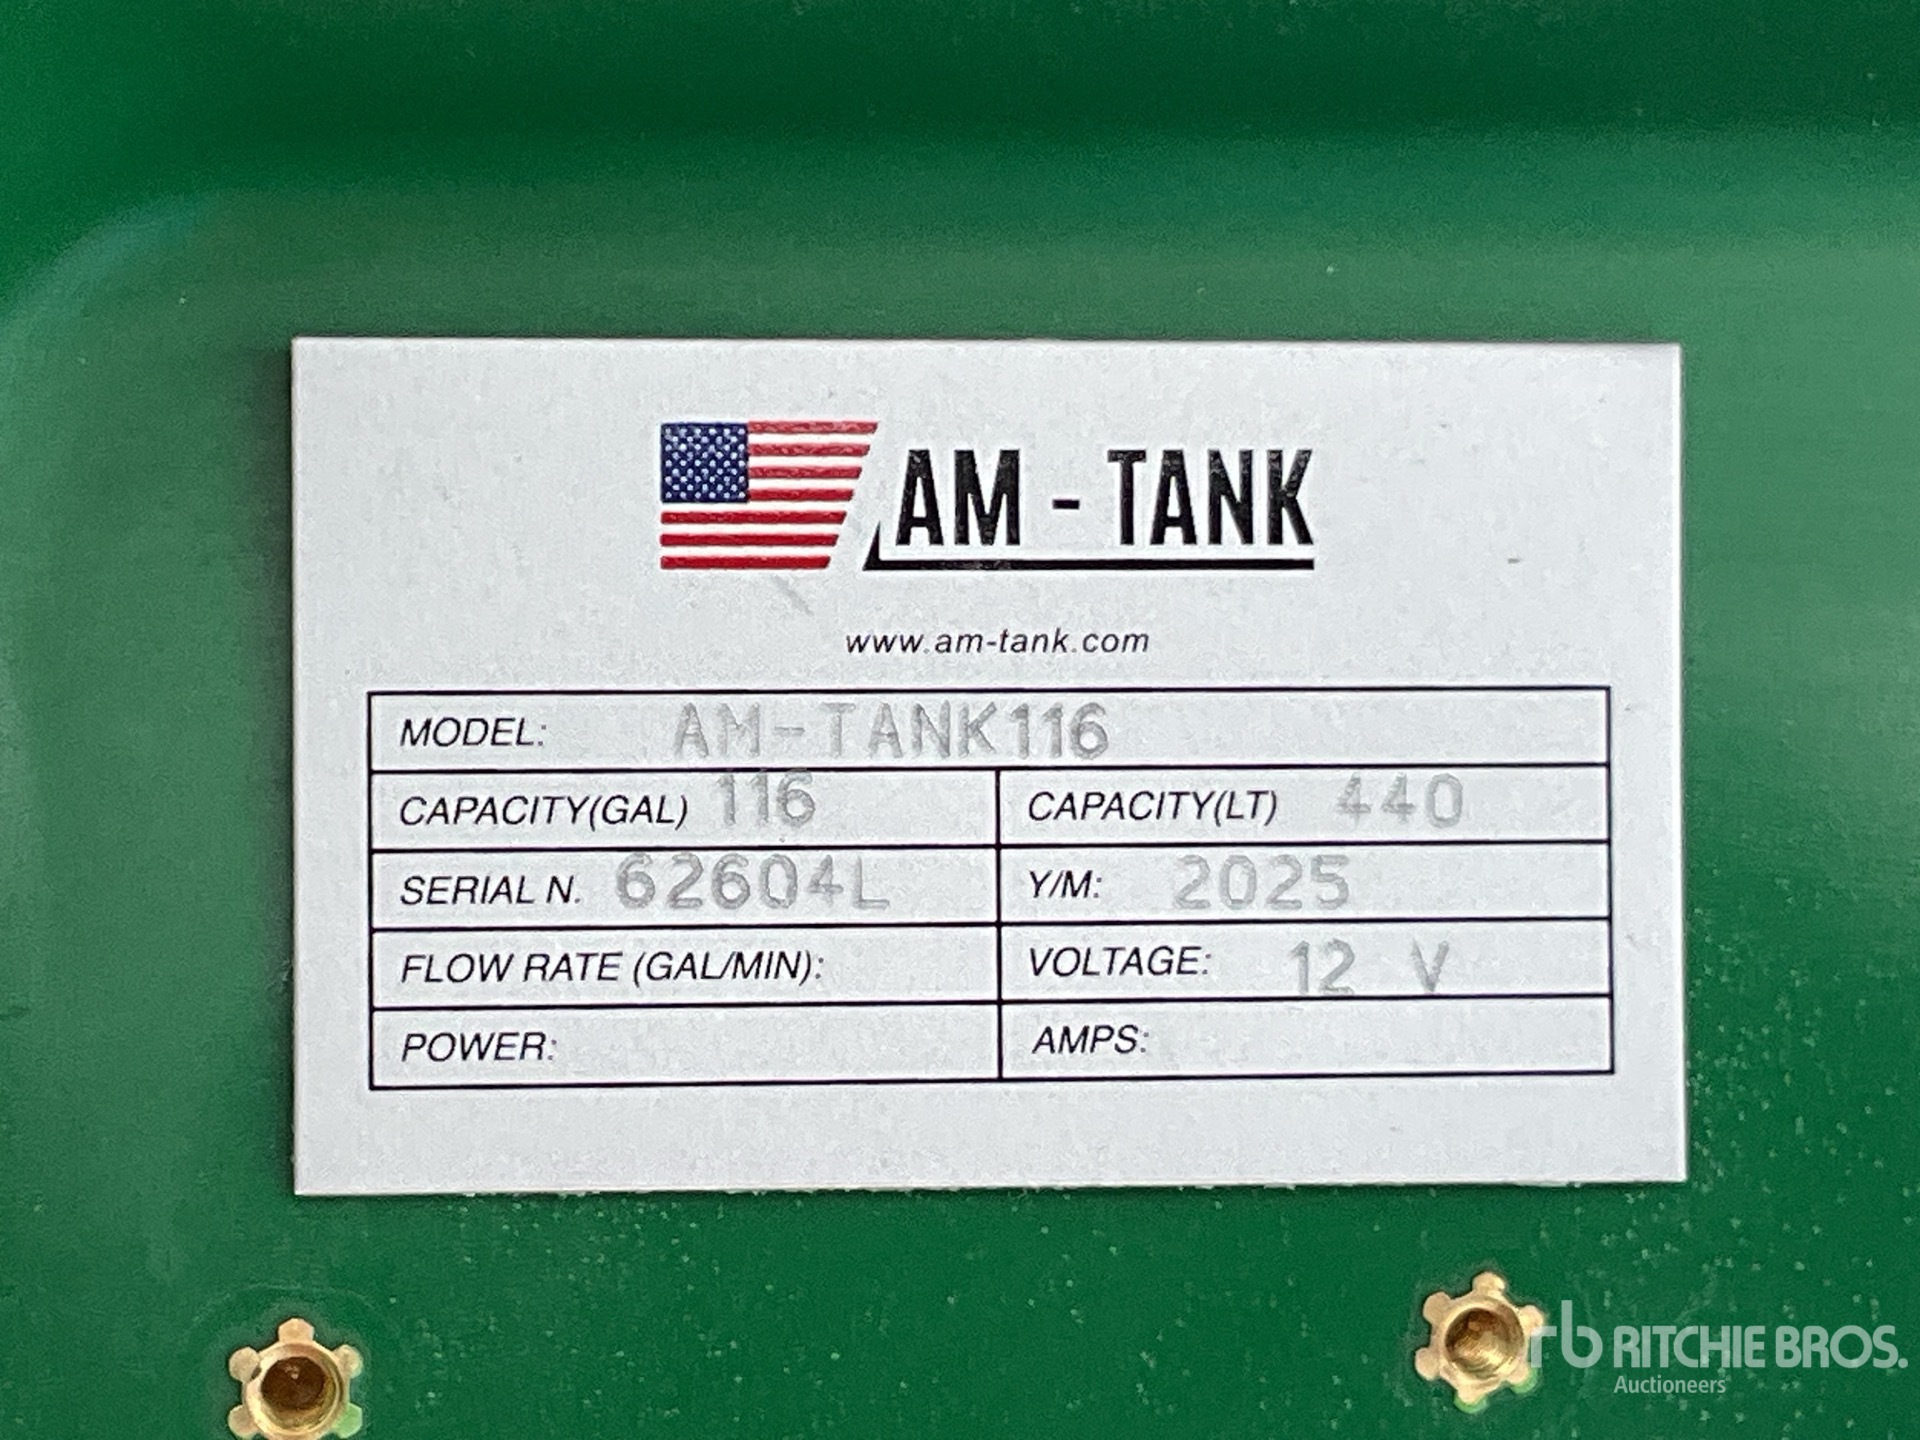 AM - TANK
www.am-tank.com
MODEL: AM-TANK116
CAPACITY(GAL) 116 CAPACITY(LT) 440
SERIAL N. 62604L Y/M: 2025
FLOW RATE (GAL/MIN): VOLTAGE: 12 V
POWER: AMPS:
rb RITCHIE BROS.
Auctioneers